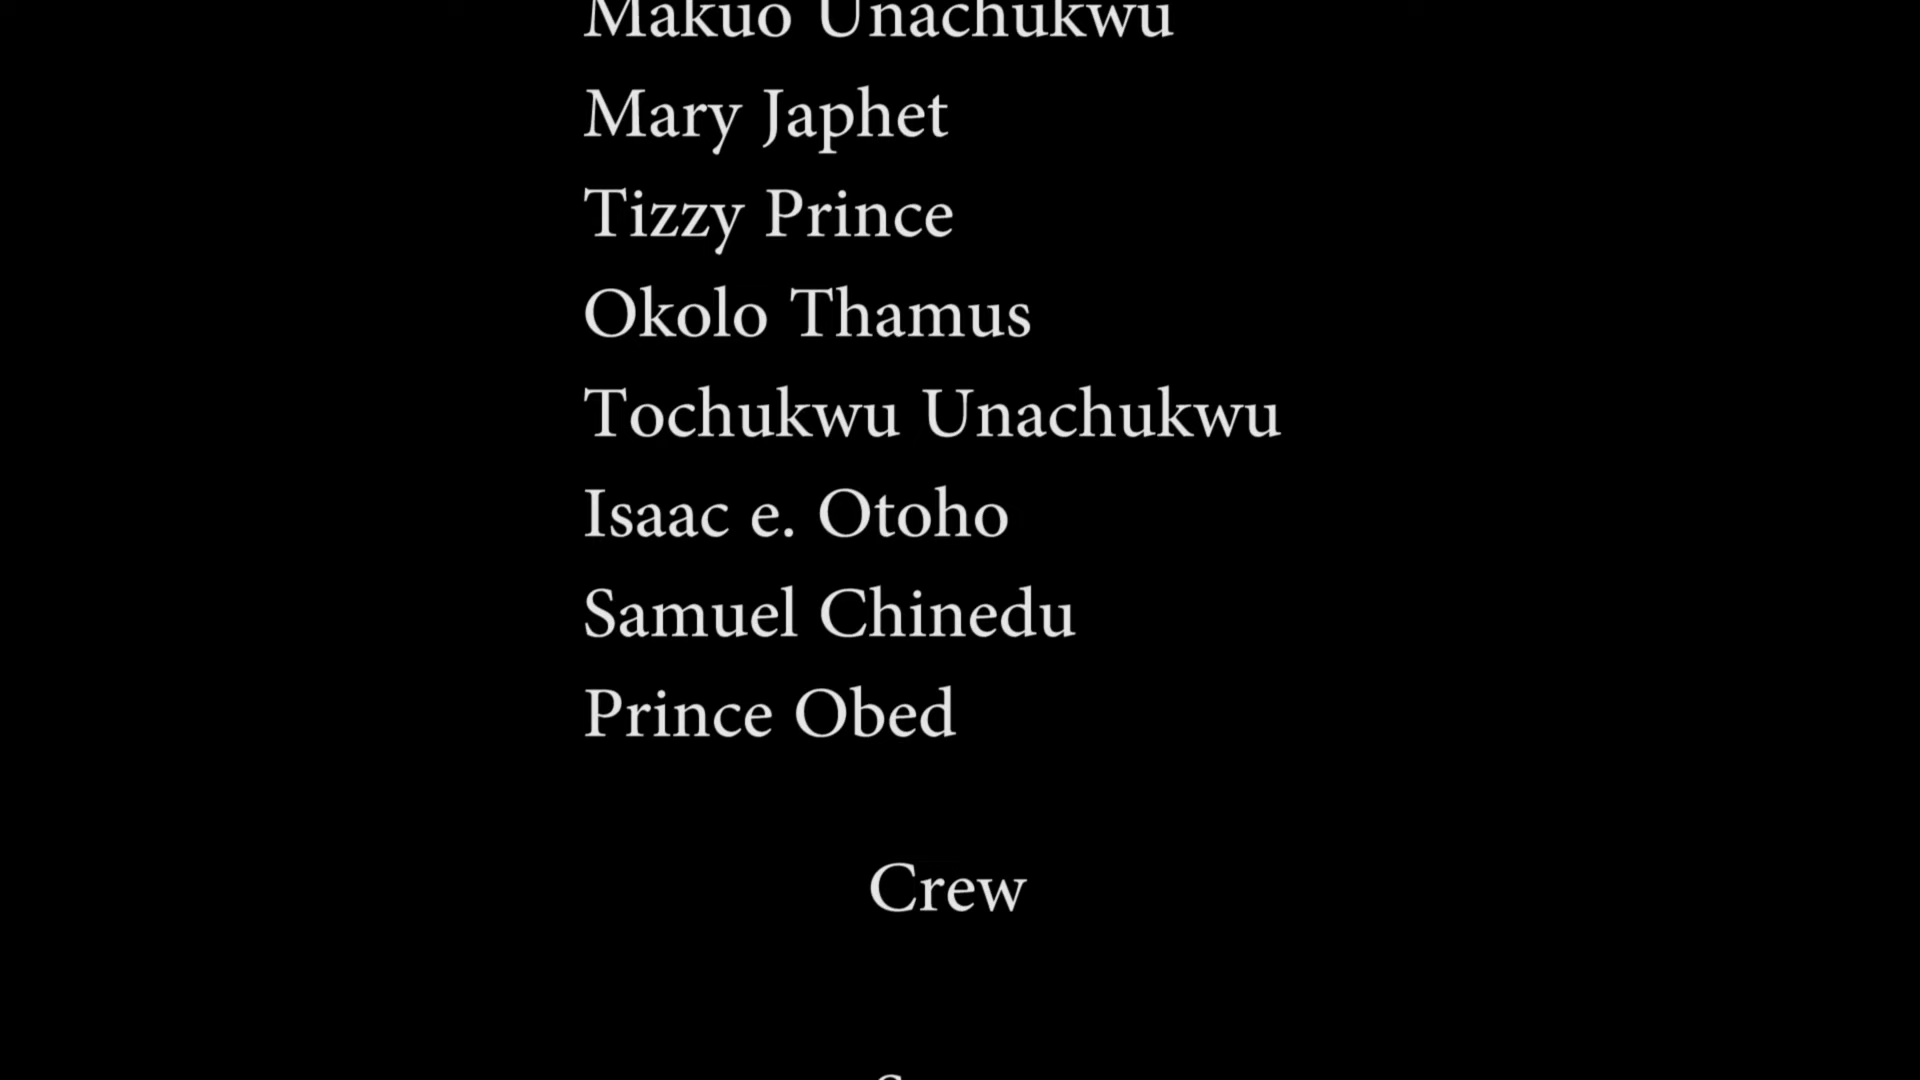 Makuo Unachukwu
Mary Japhet
Tizzy Prince
Okolo Thamus
Tochukwu Unachukwu
Isaac e. Otoho
Samuel Chinedu
Prince Obed
Crew